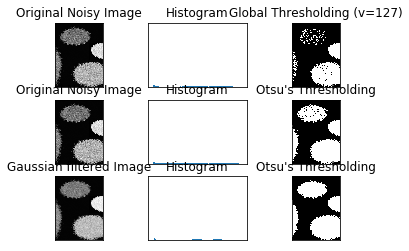 Original Noisy Image Histogram Global Thresholding (v=127)
Original Noisy Image Histogram Otsu's Thresholding
Gaussian filtered Image Histogram Otsu's Thresholding